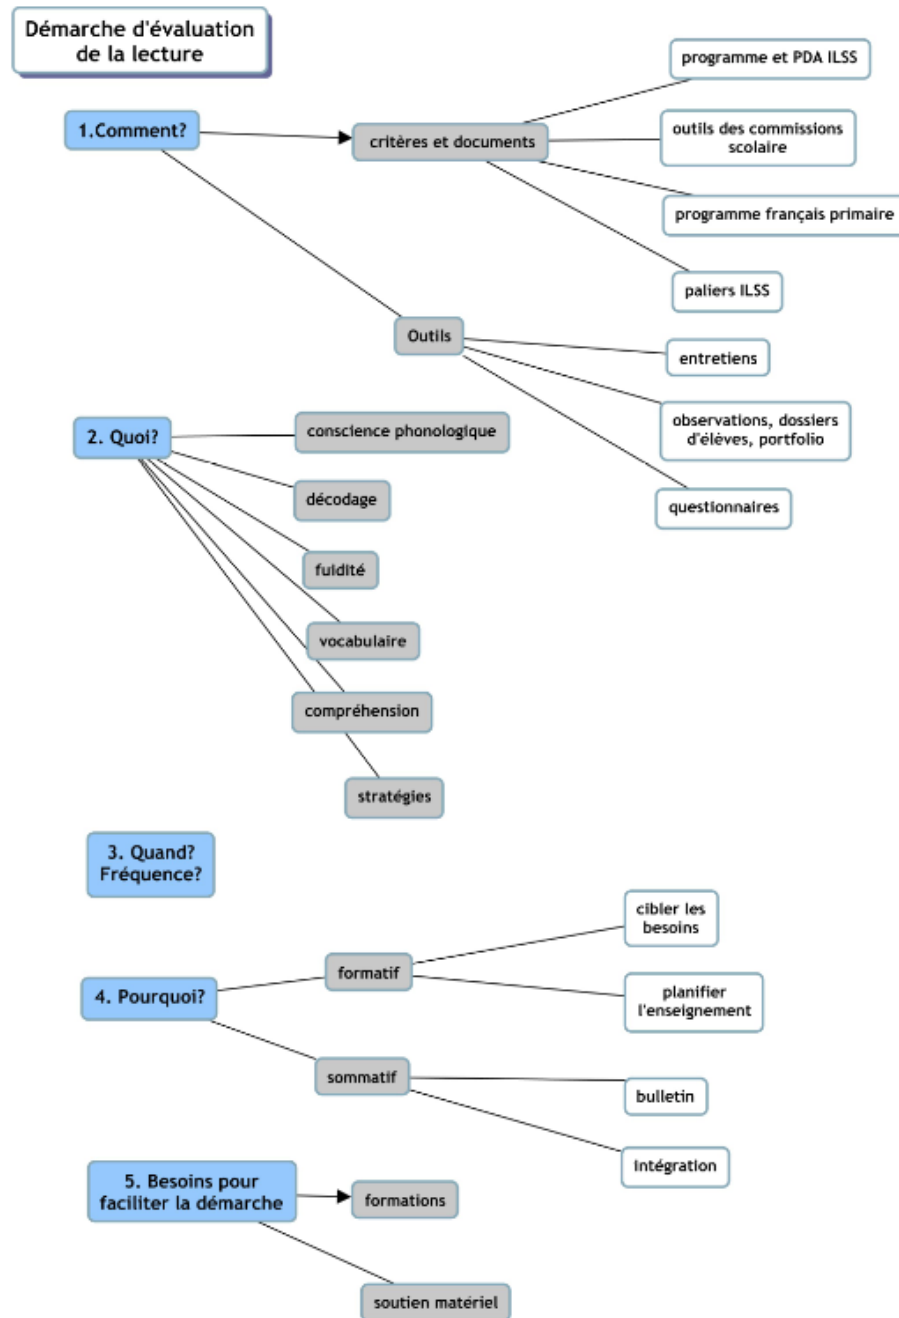 Démarche d'évaluation
de la lecture
1.Comment?
critères et documents
programme et PDA ILSS
outils des commissions
scolaire
programme français primaire
paliers ILSS
Outils
entretiens
observations, dossiers
d'élèves, portfolio
questionnaires
2. Quoi?
conscience phonologique
décodage
fuidité
vocabulaire
compréhension
stratégies
3. Quand?
Fréquence?
4. Pourquoi?
formatif
cibler les
besoins
planifier
l'enseignement
sommatif
bulletin
intégration
5. Besoins pour
faciliter la démarche
formations
soutien matériel